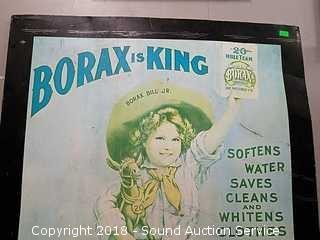 BORAX IS KING
20
MULE TEAM
BORAX
BORAX BILL JR.
SOFTENS
WATER
SAVES
CLEANS
AND
WHITENS
CLOTHES
Copyright 2018 - Sound Auction Service